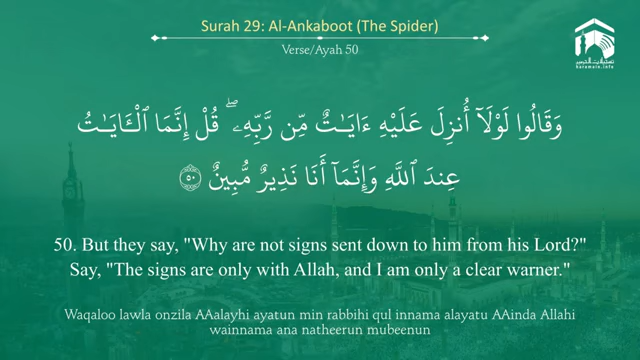 Surah 29: Al-Ankaboot (The Spider)
Verse/Ayah 50
haramain.info
وَقَالُوا لَوْلَآ أُنزِلَ عَلَيْهِ ءَايَـٰتٌ مِّن رَّبِّهِۦ ۖ قُلْ إِنَّمَا ٱلْـَٔايَـٰتُ
عِندَ ٱللَّهِ وَإِنَّمَآ أَنَا۠ نَذِيرٌ مُّبِينٌ ٥٠
50. But they say, "Why are not signs sent down to him from his Lord?"
Say, "The signs are only with Allah, and I am only a clear warner."
Waqaloo lawla onzila AAalayhi ayatun min rabbihi qul innama alayatu AAinda Allahi
wainnama ana natheerun mubeenun